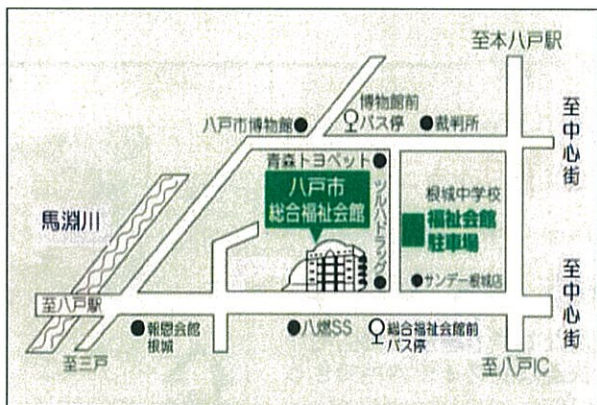 至本八戸駅
博物館前
バス停
八戸市博物館
裁判所
至中心街
青森トヨペット
八戸市
総合福祉会館
ツルハドラッグ
根城中学校
福祉会館
駐車場
馬淵川
サンデー根城店
至中心街
至八戸駅
報恩会館
根城
八燃SS
総合福祉会館前
バス停
至三戸
至八戸IC